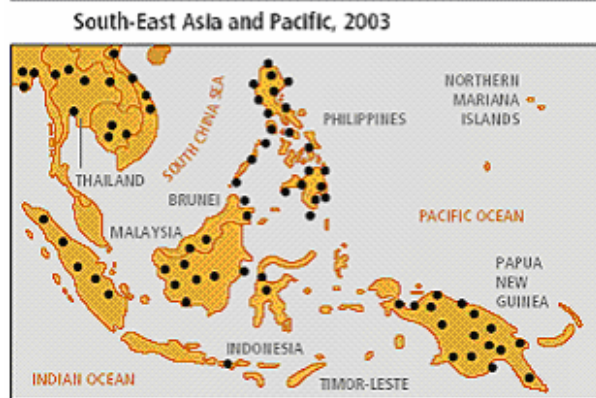 South-East Asia and Pacific, 2003
NORTHERN
MARIANA
ISLANDS
SOUTH CHINA SEA
PHILIPPINES
THAILAND
BRUNEI
PACIFIC OCEAN
MALAYSIA
PAPUA
NEW
GUINEA
INDONESIA
INDIAN OCEAN
TIMOR-LESTE